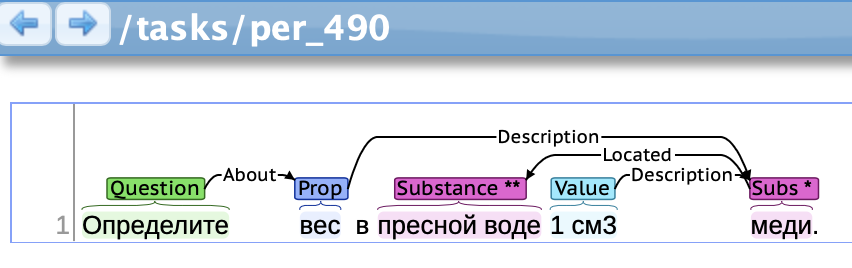 /tasks/per_490
Description
Located
About
Description
Question Prop Substance ** Value Subs *
1 Определите вес в пресной воде 1 см3 меди.